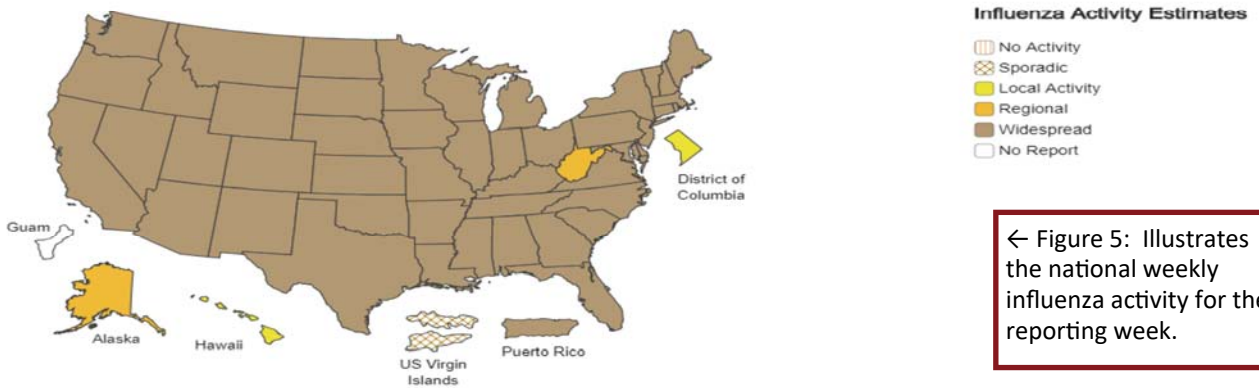 Influenza Activity Estimates
No Activity
Sporadic
Local Activity
Regional
Widespread
No Report
District of
Columbia
Guam
Alaska
Hawaii
US Virgin
Islands
Puerto Rico
← Figure 5: Illustrates
the national weekly
influenza activity for the
reporting week.